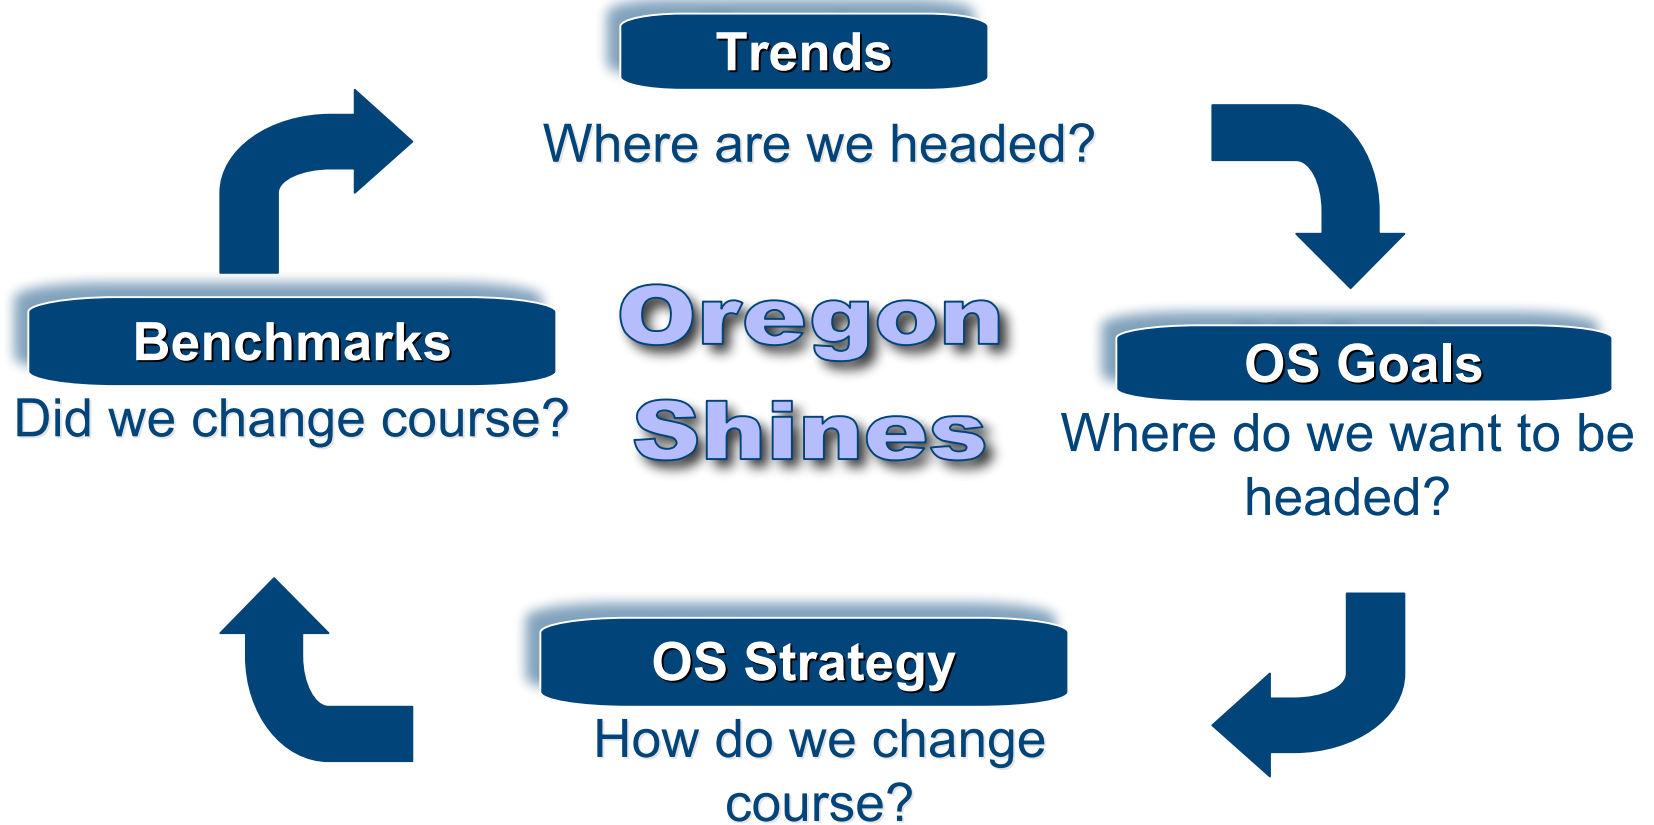 Trends
Where are we headed?
Oregon
Shines
Benchmarks
Did we change course?
OS Goals
Where do we want to be
headed?
OS Strategy
How do we change
course?